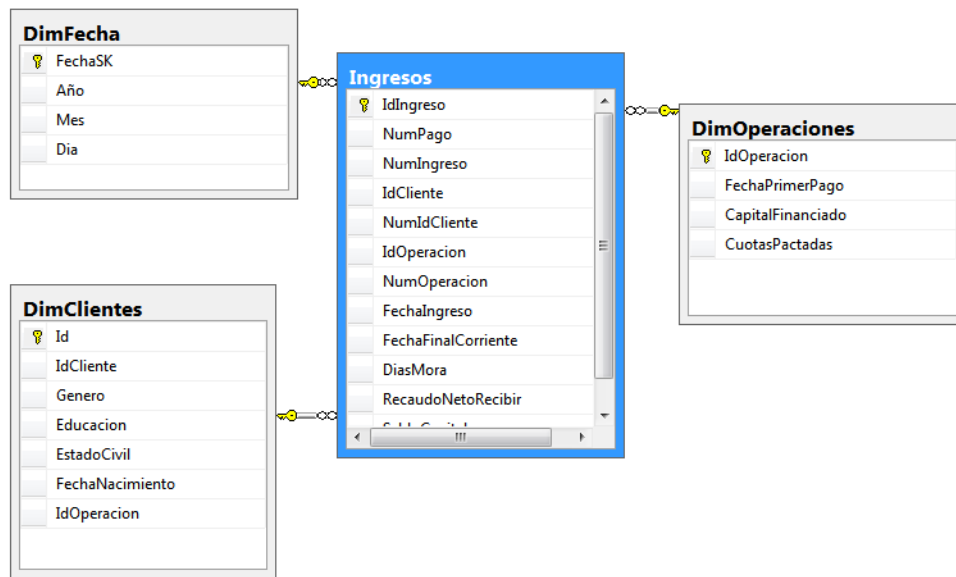 DimFecha
FechaSK
Año
Mes
Dia
Ingresos
IdIngreso
NumPago
NumIngreso
IdCliente
NumIdCliente
IdOperacion
NumOperacion
FechaIngreso
FechaFinalCorriente
DiasMora
RecaudoNetoRecibir
DimOperaciones
IdOperacion
FechaPrimerPago
CapitalFinanciado
CuotasPactadas
DimClientes
Id
IdCliente
Genero
Educacion
EstadoCivil
FechaNacimiento
IdOperacion